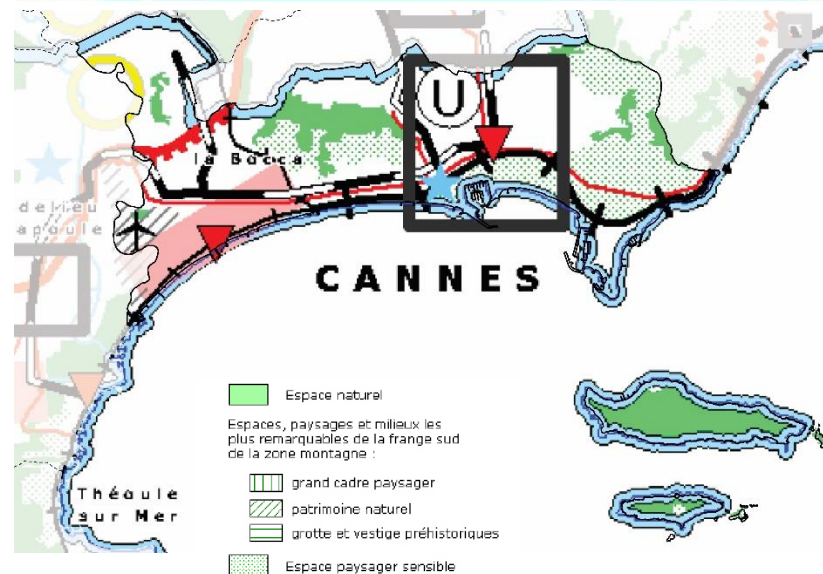 U
la Bocca
delieu
apoule
CANNES
Espace naturel
Espaces, paysages et milieux les
plus remarquables de la frange sud
de la zone montagne :
grand cadre paysager
patrimoine naturel
grotte et vestige préhistoriques
Espace paysager sensible
Théoule
sur Mer